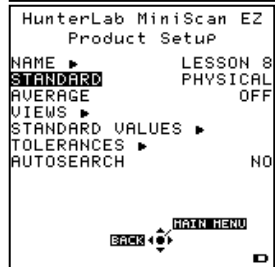 HunterLab MiniScan EZ
Product Setup
NAME ▶ LESSON 8
STANDARD PHYSICAL
AVERAGE OFF
VIEWS ▶
STANDARD VALUES ▶
TOLERANCES ▶
AUTOSEARCH NO
MAIN MENU
BACK